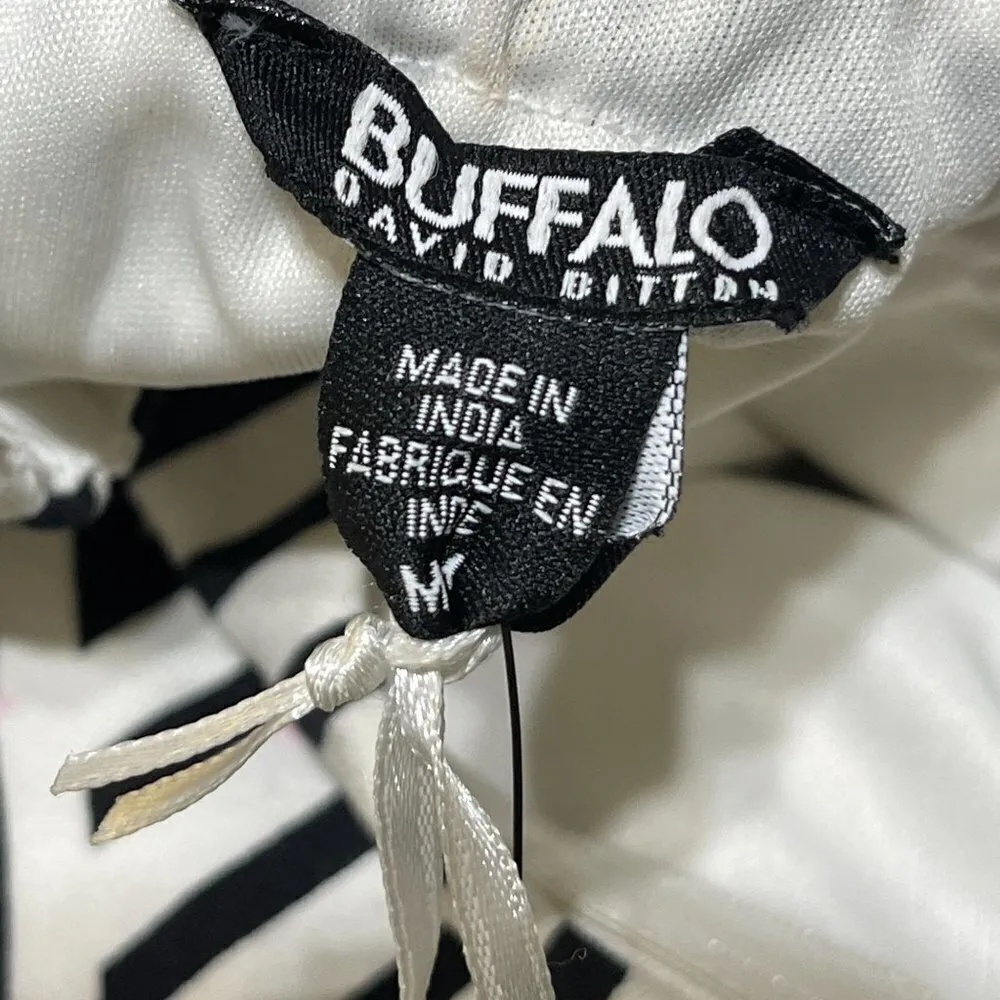 BUFFALO
DAVID BITTON
MADE IN
INDIA
FABRIQUE EN
INDE